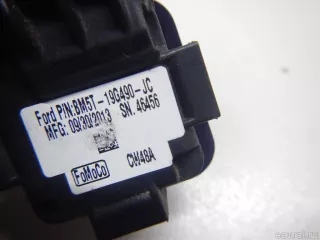 Ford P/N:BM5T-19G490-JC
MFG: 09/30/2013 SN. 46456
FoMoCo CW48A